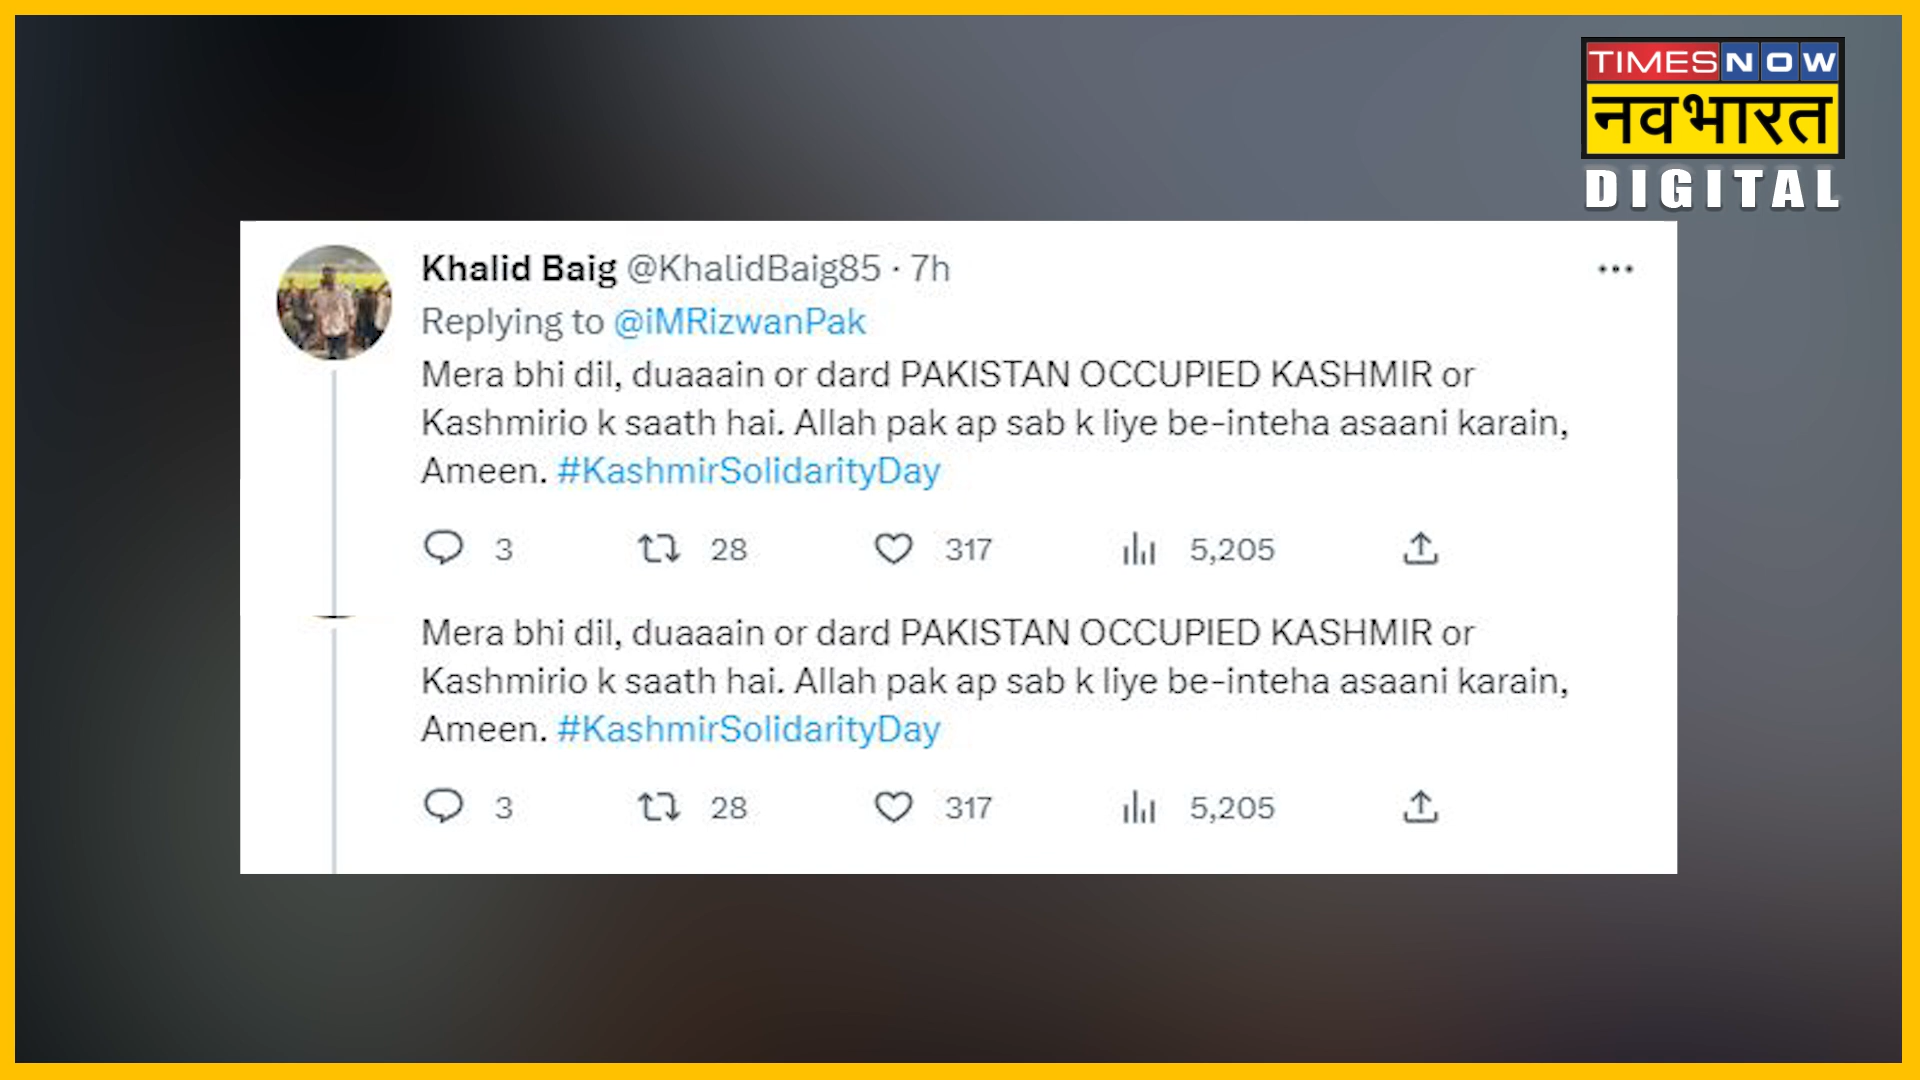 TIMES NOW
नवभारत
DIGITAL
Khalid Baig @KhalidBaig85 · 7h
Replying to @iMRizwanPak
Mera bhi dil, duaaain or dard PAKISTAN OCCUPIED KASHMIR or
Kashmirio k saath hai. Allah pak ap sab k liye be-inteha asaani karain,
Ameen. #KashmirSolidarityDay
3 28 317 5,205
Mera bhi dil, duaaain or dard PAKISTAN OCCUPIED KASHMIR or
Kashmirio k saath hai. Allah pak ap sab k liye be-inteha asaani karain,
Ameen. #KashmirSolidarityDay
3 28 317 5,205